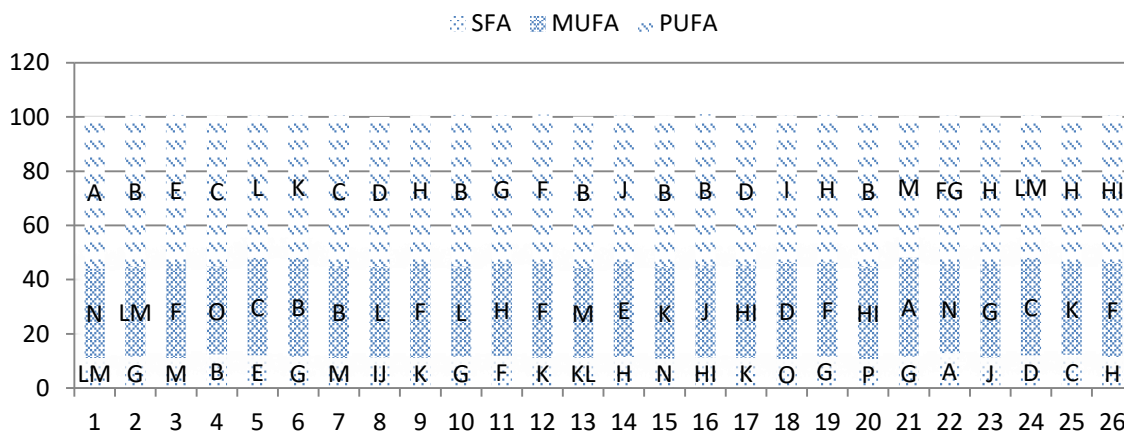 SFA MUFA PUFA
120
100
80
A B E C L K C D H B G F B J B B D I H B M FG H LM H HI
60
40
N LM F O C B B L F L H F M E K J HI D F HI A N G C K F
20
LM G M B E G M IJ K G F K KL H N HI K O G P G A J D C H
0
1 2 3 4 5 6 7 8 9 10 11 12 13 14 15 16 17 18 19 20 21 22 23 24 25 26